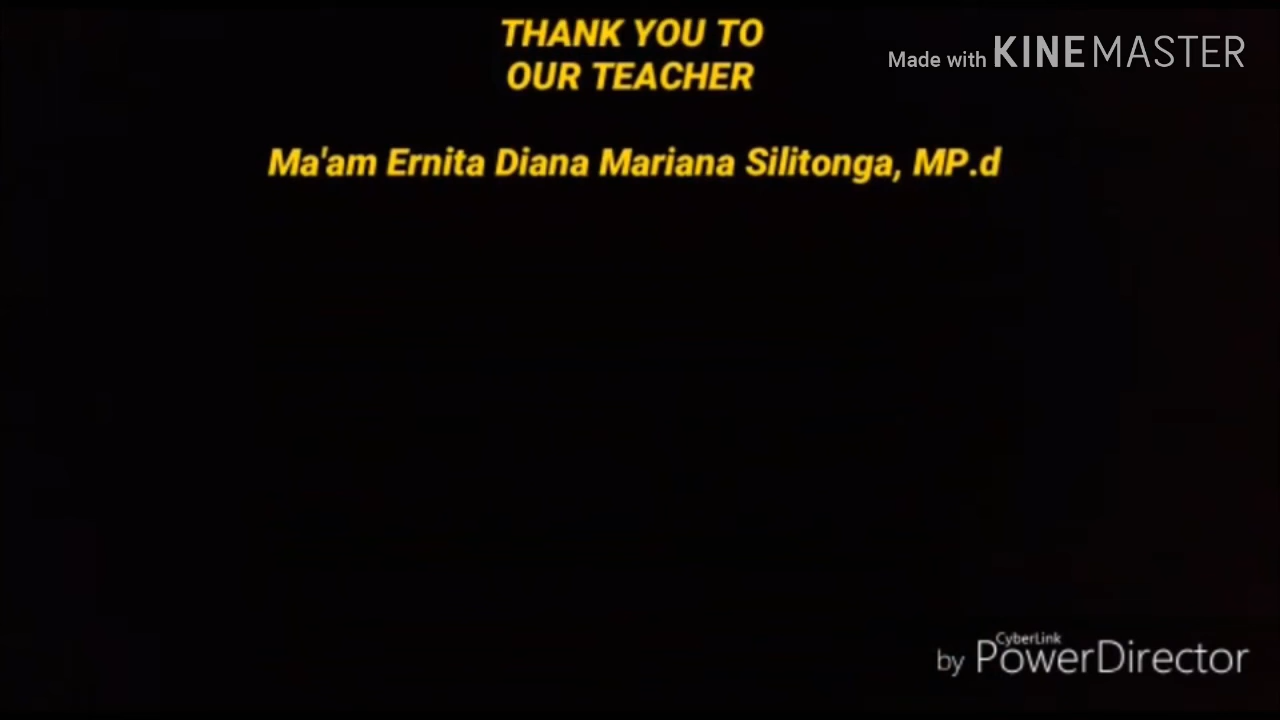 THANK YOU TO
OUR TEACHER
Made with KINEMASTER
Ma'am Ernita Diana Mariana Silitonga, MP.d
by CyberLink PowerDirector